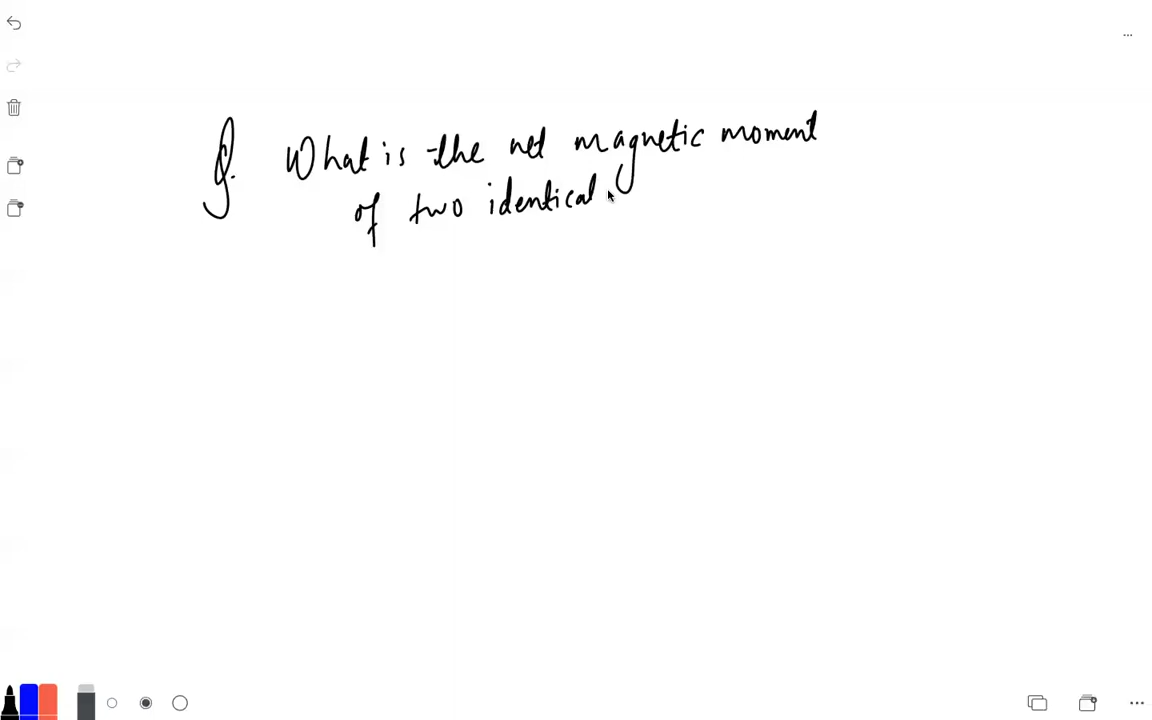 Q. What is the net magnetic moment
of two identical